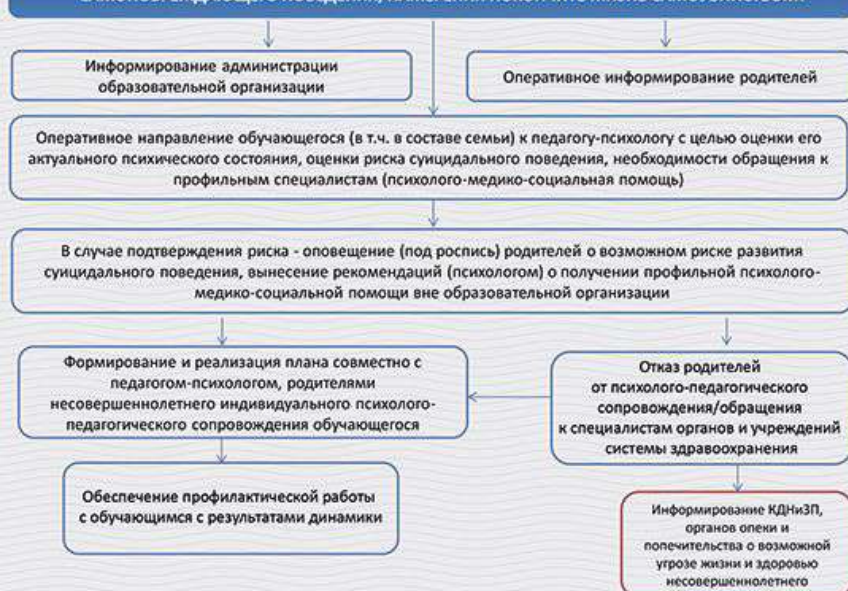 Информирование администрации
образовательной организации
Оперативное информирование родителей
Оперативное направление обучающегося (в т.ч. в составе семьи) к педагогу-психологу с целью оценки его
актуального психического состояния, оценки риска суицидального поведения, необходимости обращения к
профильным специалистам (психолого-медико-социальная помощь)
В случае подтверждения риска - оповещение (под роспись) родителей о возможном риске развития
суицидального поведения, вынесение рекомендаций (психологом) о получении профильной психолого-
медико-социальной помощи вне образовательной организации
Формирование и реализация плана совместно с
педагогом-психологом, родителями
несовершеннолетнего индивидуального психолого-
педагогического сопровождения обучающегося
Отказ родителей
от психолого-педагогического
сопровождения/обращения
к специалистам органов и учреждений
системы здравоохранения
Обеспечение профилактической работы
с обучающимся с результатами динамики
Информирование КДНиЗП,
органов опеки и
попечительства о возможной
угрозе жизни и здоровью
несовершеннолетнего